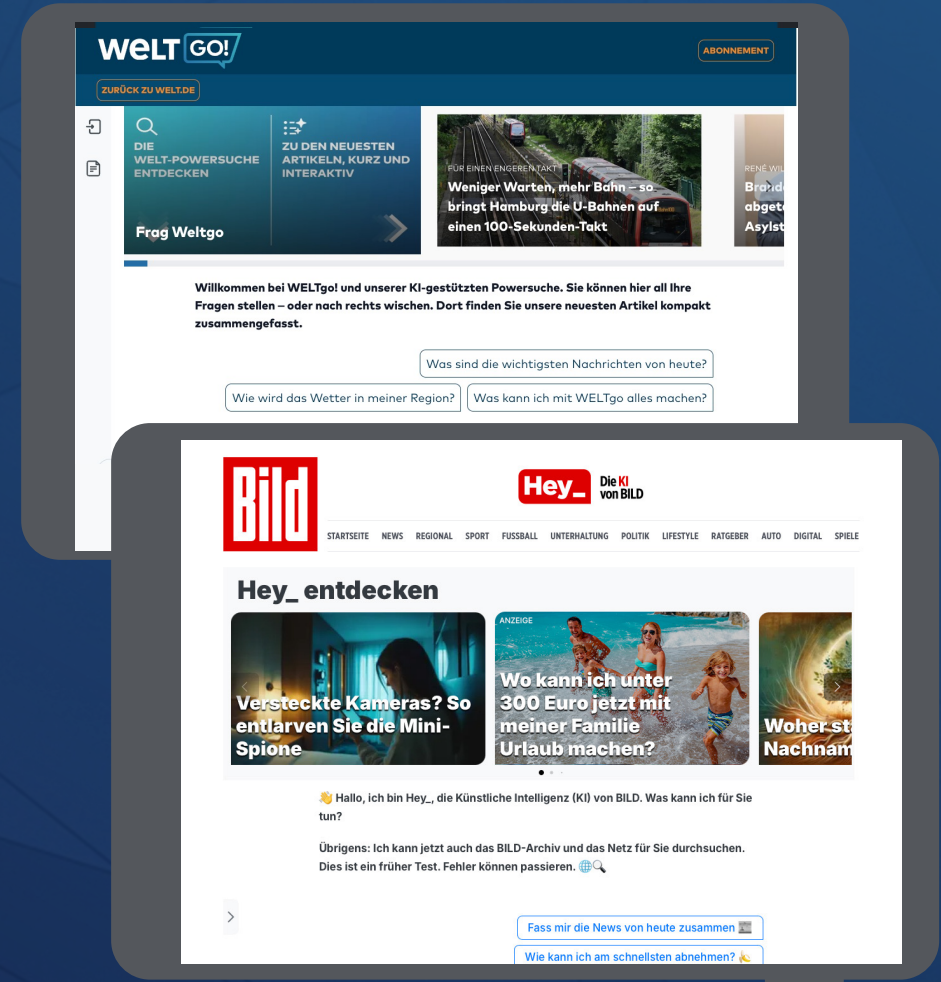 WELT GO!
ABONNEMENT
ZURÜCK ZU WELT.DE
DIE
WELT-POWERSUCHE
ENTDECKEN
Frag Weltgo
ZU DEN NEUESTEN
ARTIKELN, KURZ UND
INTERAKTIV
FÜR EINEN ENGEREN TAKT
Weniger Warten, mehr Bahn – so
bringt Hamburg die U-Bahnen auf
einen 100-Sekunden-Takt
RENÉ WIL
Brand
abget
Asylst
Willkommen bei WELTgo! und unserer KI-gestützten Powersuche. Sie können hier all Ihre
Fragen stellen – oder nach rechts wischen. Dort finden Sie unsere neuesten Artikel kompakt
zusammengefasst.
Was sind die wichtigsten Nachrichten von heute?
Wie wird das Wetter in meiner Region?
Was kann ich mit WELTgo alles machen?
Bild
Hey_
Die KI
von BILD
STARTSEITE NEWS REGIONAL SPORT FUSSBALL UNTERHALTUNG POLITIK LIFESTYLE RATGEBER AUTO DIGITAL SPIELE
Hey_ entdecken
Versteckte Kameras? So
entlarven Sie die Mini-
Spione
ANZEIGE
Wo kann ich unter
300 Euro jetzt mit
meiner Familie
Urlaub machen?
Woher st
Nachnam
👋 Hallo, ich bin Hey_, die Künstliche Intelligenz (KI) von BILD. Was kann ich für Sie
tun?
Übrigens: Ich kann jetzt auch das BILD-Archiv und das Netz für Sie durchsuchen.
Dies ist ein früher Test. Fehler können passieren. 🌐🔍
Fass mir die News von heute zusammen 📰
Wie kann ich am schnellsten abnehmen? 🍌